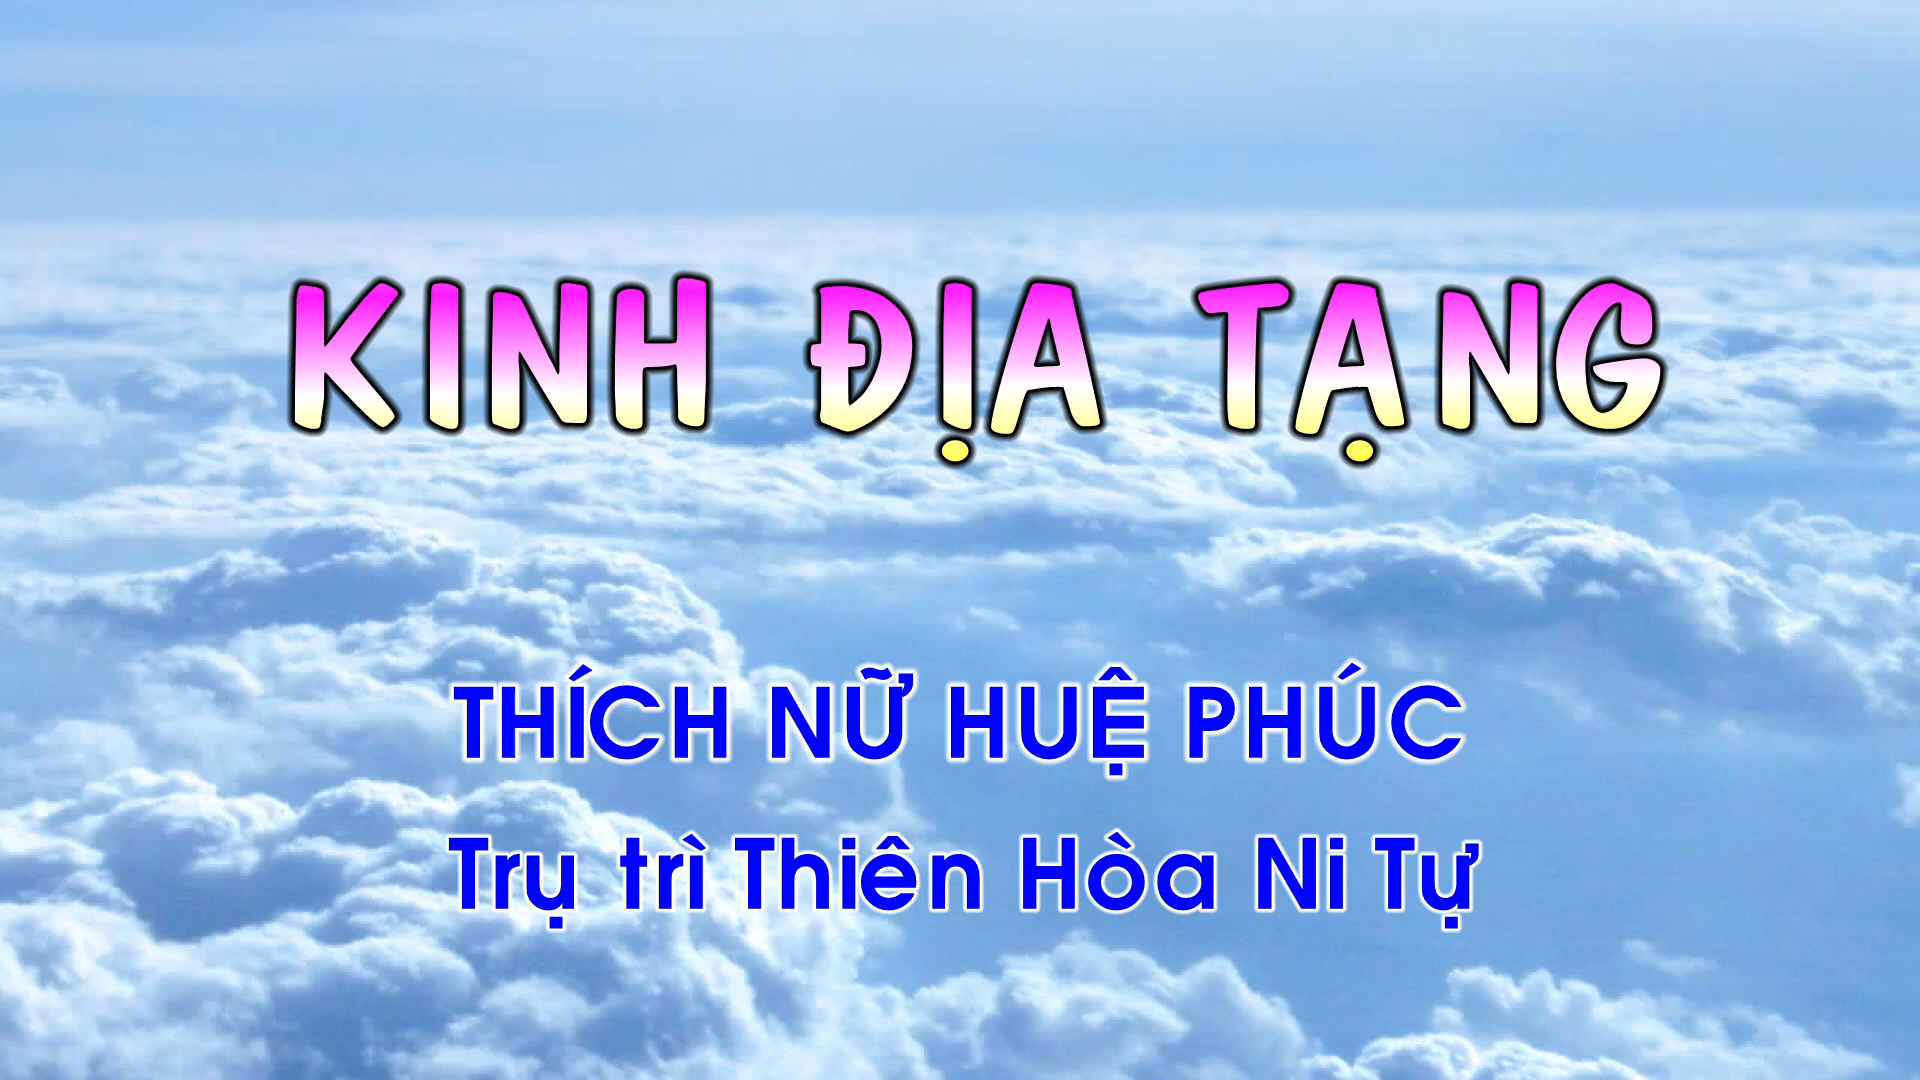 KINH ĐỊA TẠNG
THÍCH NỮ HUỆ PHÚC
Trụ trì Thiên Hòa Ni Tự